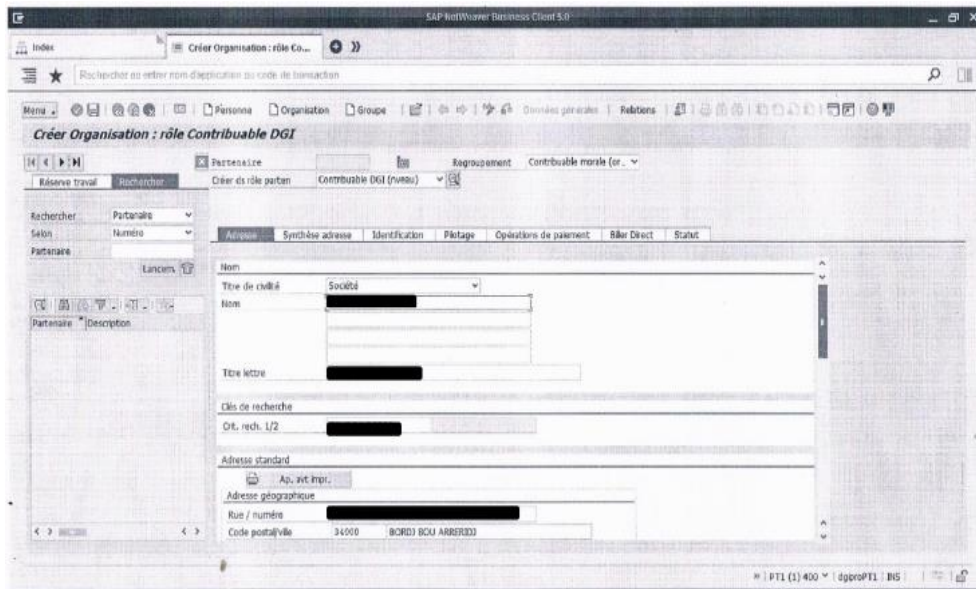 SAP NetWeaver Business Client 5.0
Index
Créer Organisation : rôle Co...
Rechercher ou entrer nom d'application ou code de transaction
Menu
Personne
Organisation
Groupe
Données générales
Relations
Créer Organisation : rôle Contribuable DGI
Partenaire
Regroupement
Contribuable morale (or..
Réserve travail
Rechercher
Créer ds rôle parten
Contribuable DGI (nveau)
Rechercher
Partenaire
Selon
Numéro
Partenaire
Lancem.
Adresse
Synthèse adresse
Identification
Pilotage
Opérations de paiement
Biller Direct
Statut
Partenaire
Description
Nom
Titre de civilité
Société
Nom
Titre lettre
Clés de recherche
Crit. rech. 1/2
Adresse standard
Ap. avt impr.
Adresse géographique
Rue / numéro
Code postal/ville
34000
BORDJ BOU ARRERIDJ
PT1 (1) 400
dgiproPT1
INS